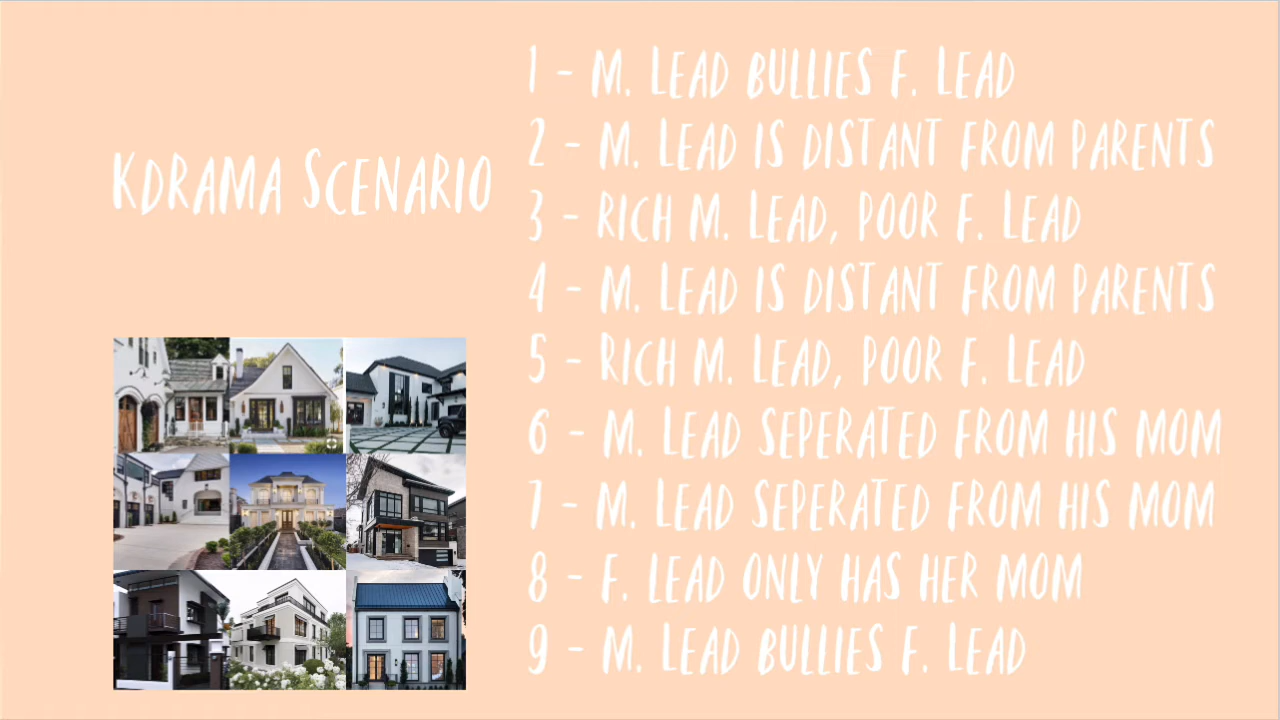 KDRAMA SCENARIO
1 - M. LEAD BULLIES F. LEAD
2 - M. LEAD IS DISTANT FROM PARENTS
3 - RICH M. LEAD, POOR F. LEAD
4 - M. LEAD IS DISTANT FROM PARENTS
5 - RICH M. LEAD, POOR F. LEAD
6 - M. LEAD SEPERATED FROM HIS MOM
7 - M. LEAD SEPERATED FROM HIS MOM
8 - F. LEAD ONLY HAS HER MOM
9 - M. LEAD BULLIES F. LEAD